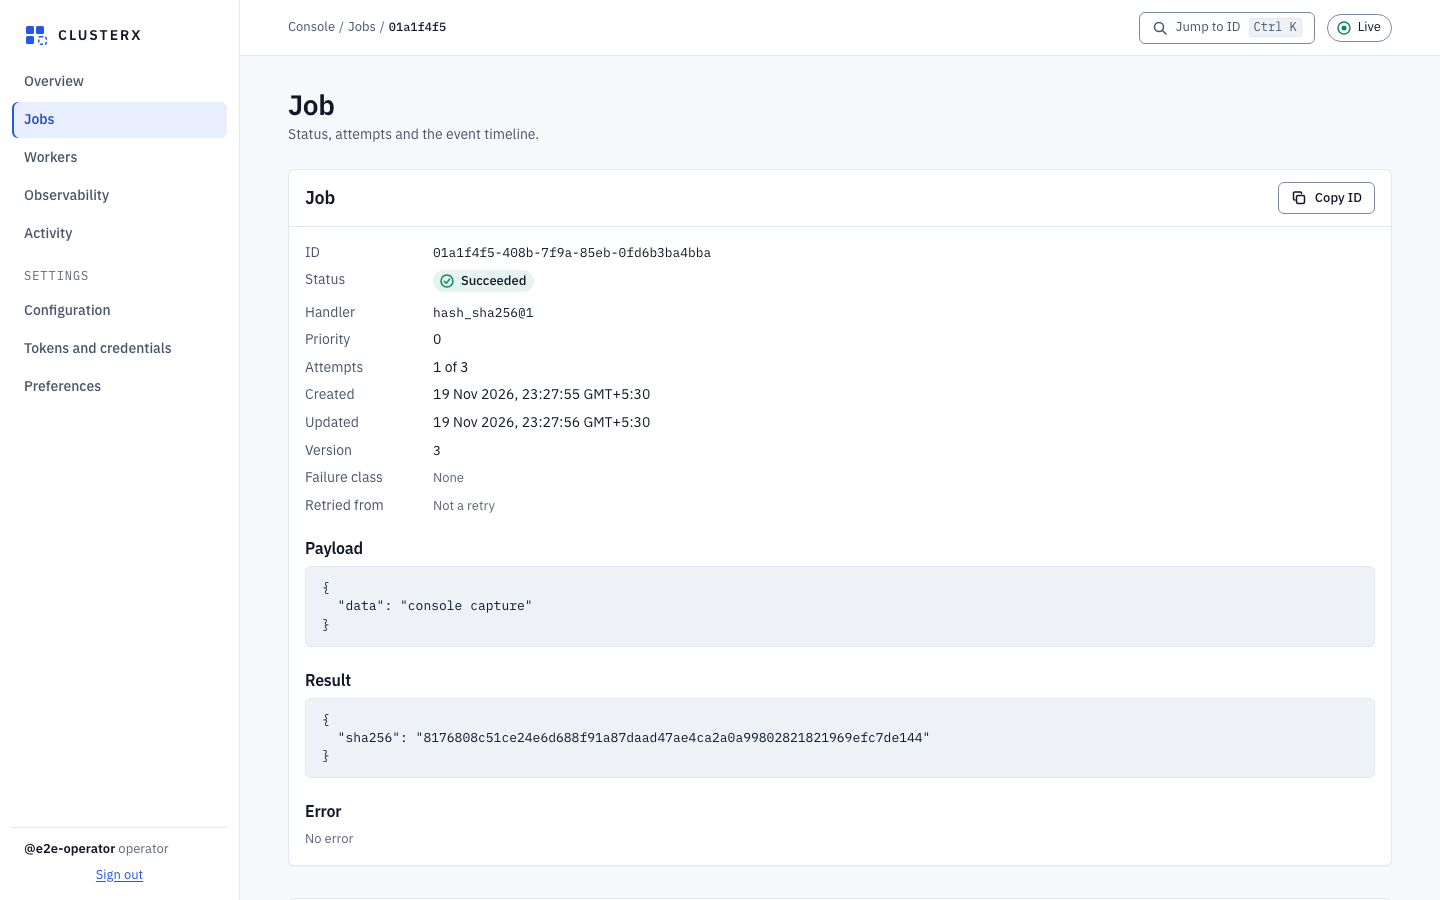 CLUSTERX
Console / Jobs / 01a1f4f5
Jump to ID Ctrl K
Live
Overview
Jobs
Workers
Observability
Activity
SETTINGS
Configuration
Tokens and credentials
Preferences
@e2e-operator operator
Sign out
Job
Status, attempts and the event timeline.
Job
Copy ID
ID 01a1f4f5-408b-7f9a-85eb-0fd6b3ba4bba
Status Succeeded
Handler hash_sha256@1
Priority 0
Attempts 1 of 3
Created 19 Nov 2026, 23:27:55 GMT+5:30
Updated 19 Nov 2026, 23:27:56 GMT+5:30
Version 3
Failure class None
Retried from Not a retry
Payload
{
"data": "console capture"
}
Result
{
"sha256": "8176808c51ce24e6d688f91a87daad47ae4ca2a0a99802821821969efc7de144"
}
Error
No error